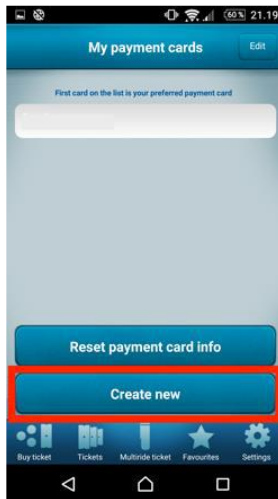 60% 21.19
My payment cards
Edit
First card on the list is your preferred payment card
Reset payment card info
Create new
Buy ticket Tickets Multiride ticket Favourites Settings